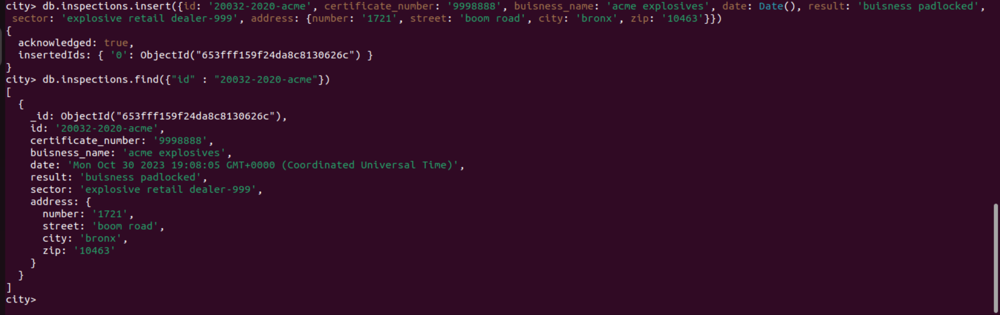 city> db.inspections.insert({id: '20032-2020-acme', certificate_number: '9998888', buisness_name: 'acme explosives', date: Date(), result: 'buisness padlocked',
 sector: 'explosive retail dealer-999', address: {number: '1721', street: 'boom road', city: 'bronx', zip: '10463'}})
{
  acknowledged: true,
  insertedIds: { '0': ObjectId("653fff159f24da8c8130626c") }
}
city> db.inspections.find({"id" : "20032-2020-acme"})
[
  {
    _id: ObjectId("653fff159f24da8c8130626c"),
    id: '20032-2020-acme',
    certificate_number: '9998888',
    buisness_name: 'acme explosives',
    date: 'Mon Oct 30 2023 19:08:05 GMT+0000 (Coordinated Universal Time)',
    result: 'buisness padlocked',
    sector: 'explosive retail dealer-999',
    address: {
      number: '1721',
      street: 'boom road',
      city: 'bronx',
      zip: '10463'
    }
  }
]
city>